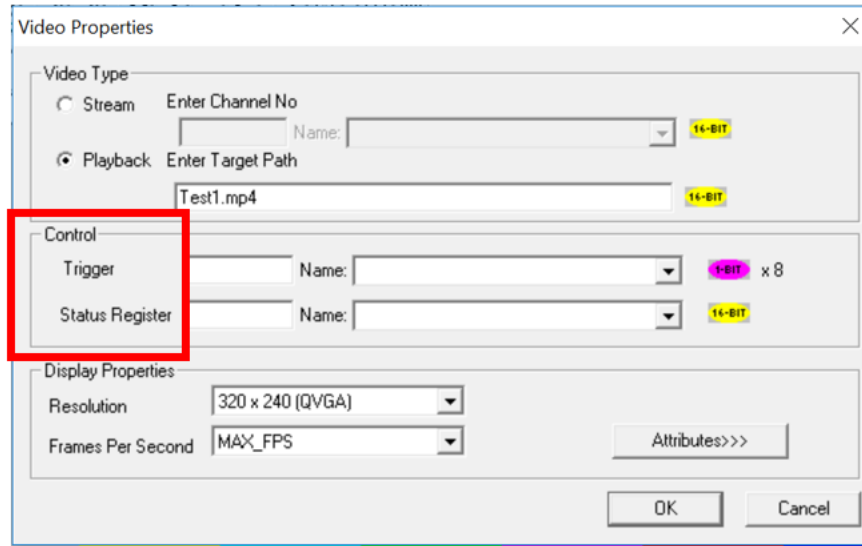 Video Properties
Video Type
Stream Enter Channel No
Name: 16-BIT
Playback Enter Target Path
Test1.mp4 16-BIT
Control
Trigger Name: 1-BIT x 8
Status Register Name: 16-BIT
Display Properties
Resolution 320 x 240 (QVGA)
Frames Per Second MAX_FPS Attributes>>>
OK Cancel